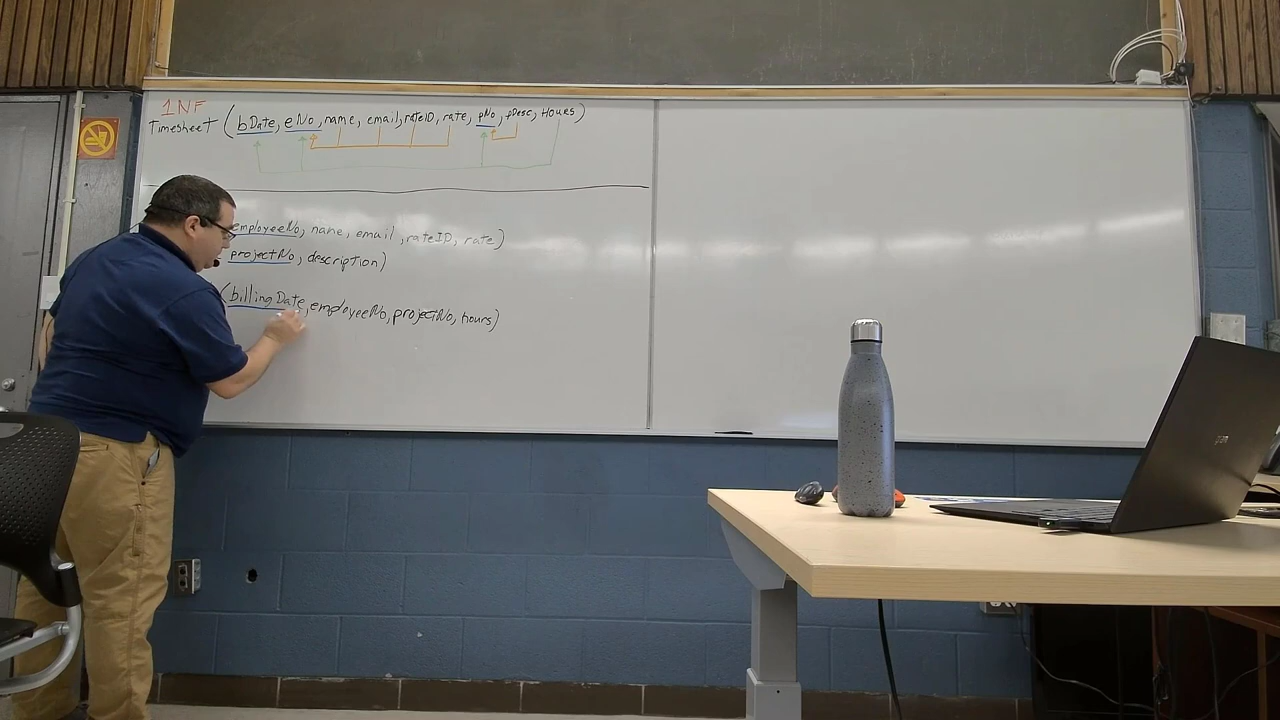 1NF
Timesheet (bDate, eNo, name, email, rateID, rate, pNo, pDesc, Hours)
employeeNo, name, email, rateID, rate)
projectNo, description)
(billingDate, employeeNo, projectNo, hours)